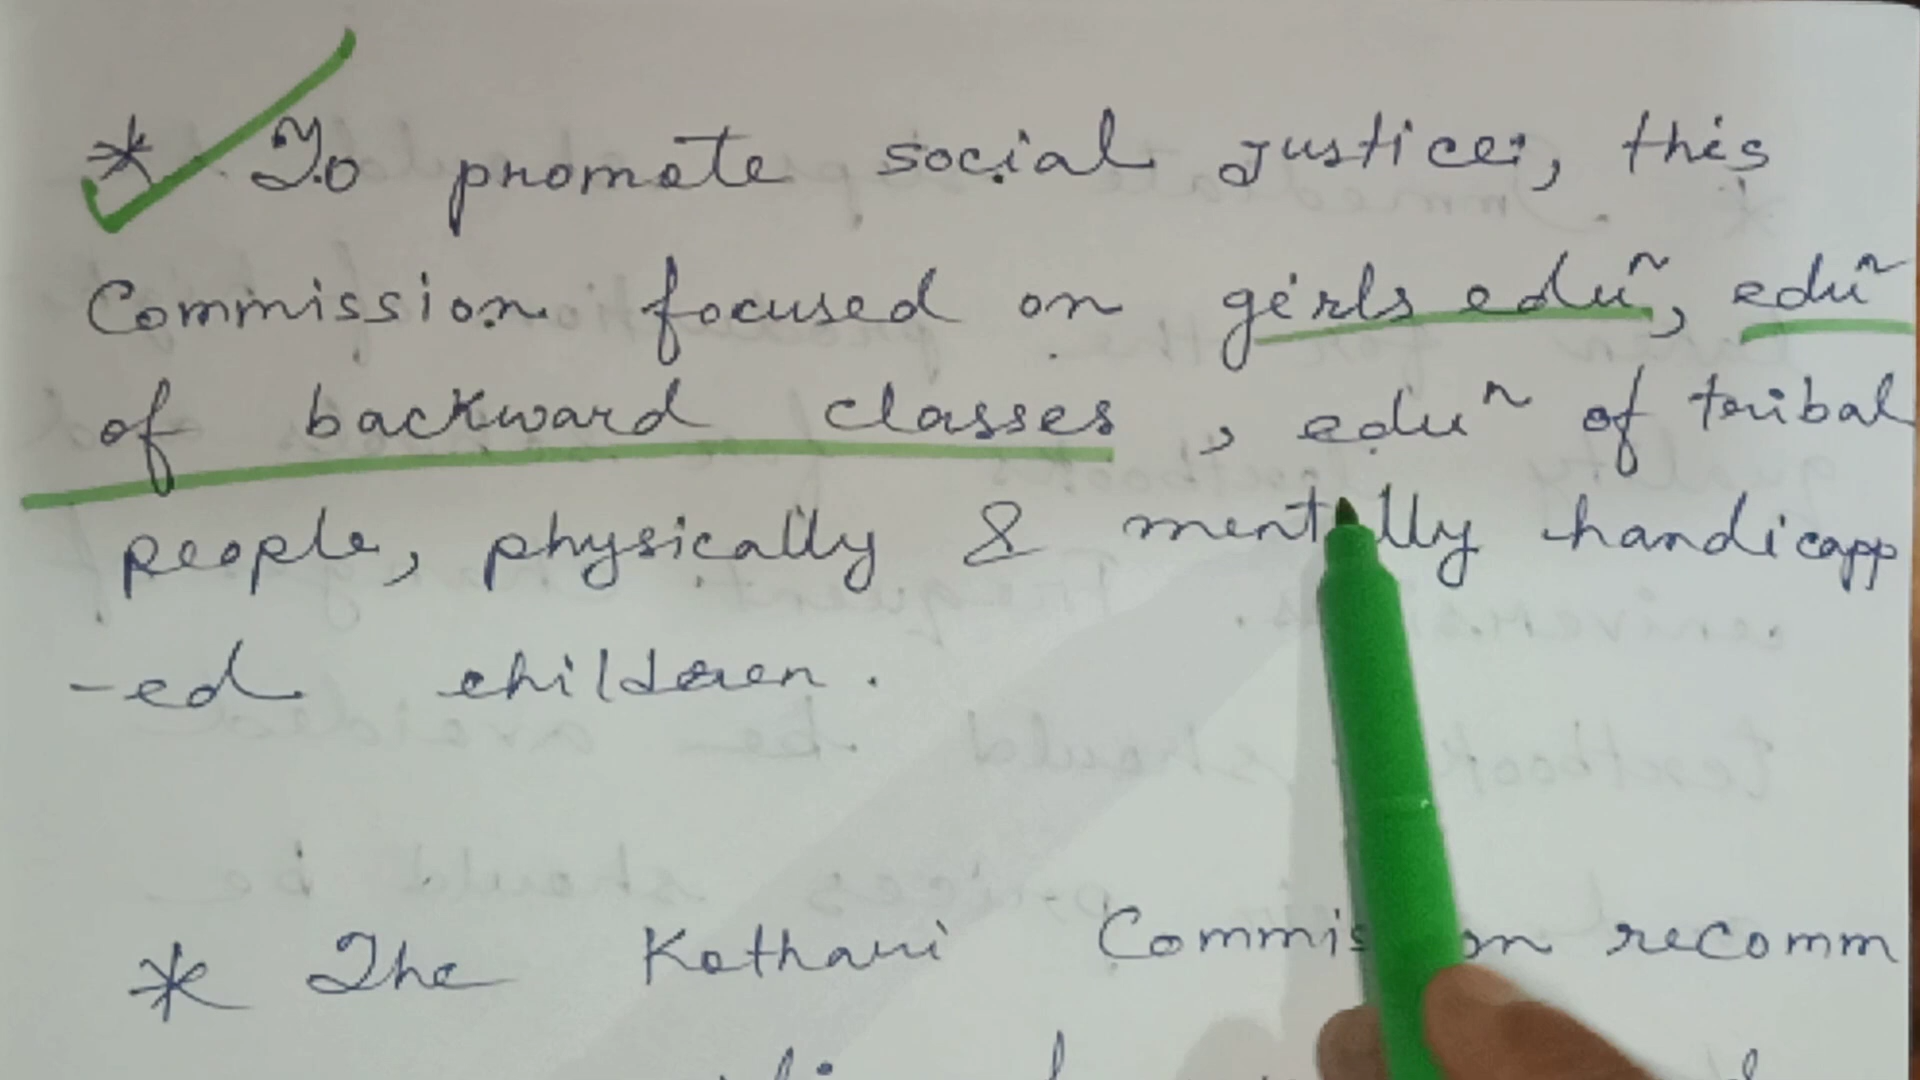 * To promote social justice, this
Commission focused on girls eduⁿ, eduⁿ
of backward classes, eduⁿ of tribal
people, physically & mentally handicapp
-ed children.
* The Kothari Commission recomm